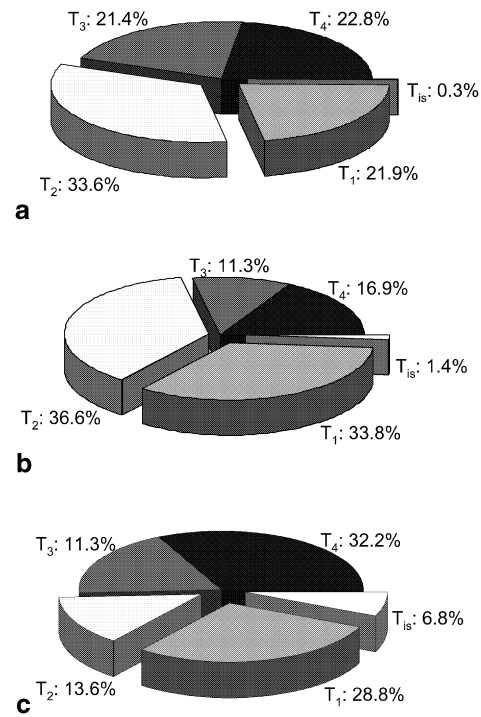 T3: 21.4%
T4: 22.8%
Tis: 0.3%
T1: 21.9%
T2: 33.6%
a
T3: 11.3%
T4: 16.9%
Tis: 1.4%
T1: 33.8%
T2: 36.6%
b
T3: 11.3%
T4: 32.2%
Tis: 6.8%
T1: 28.8%
T2: 13.6%
c